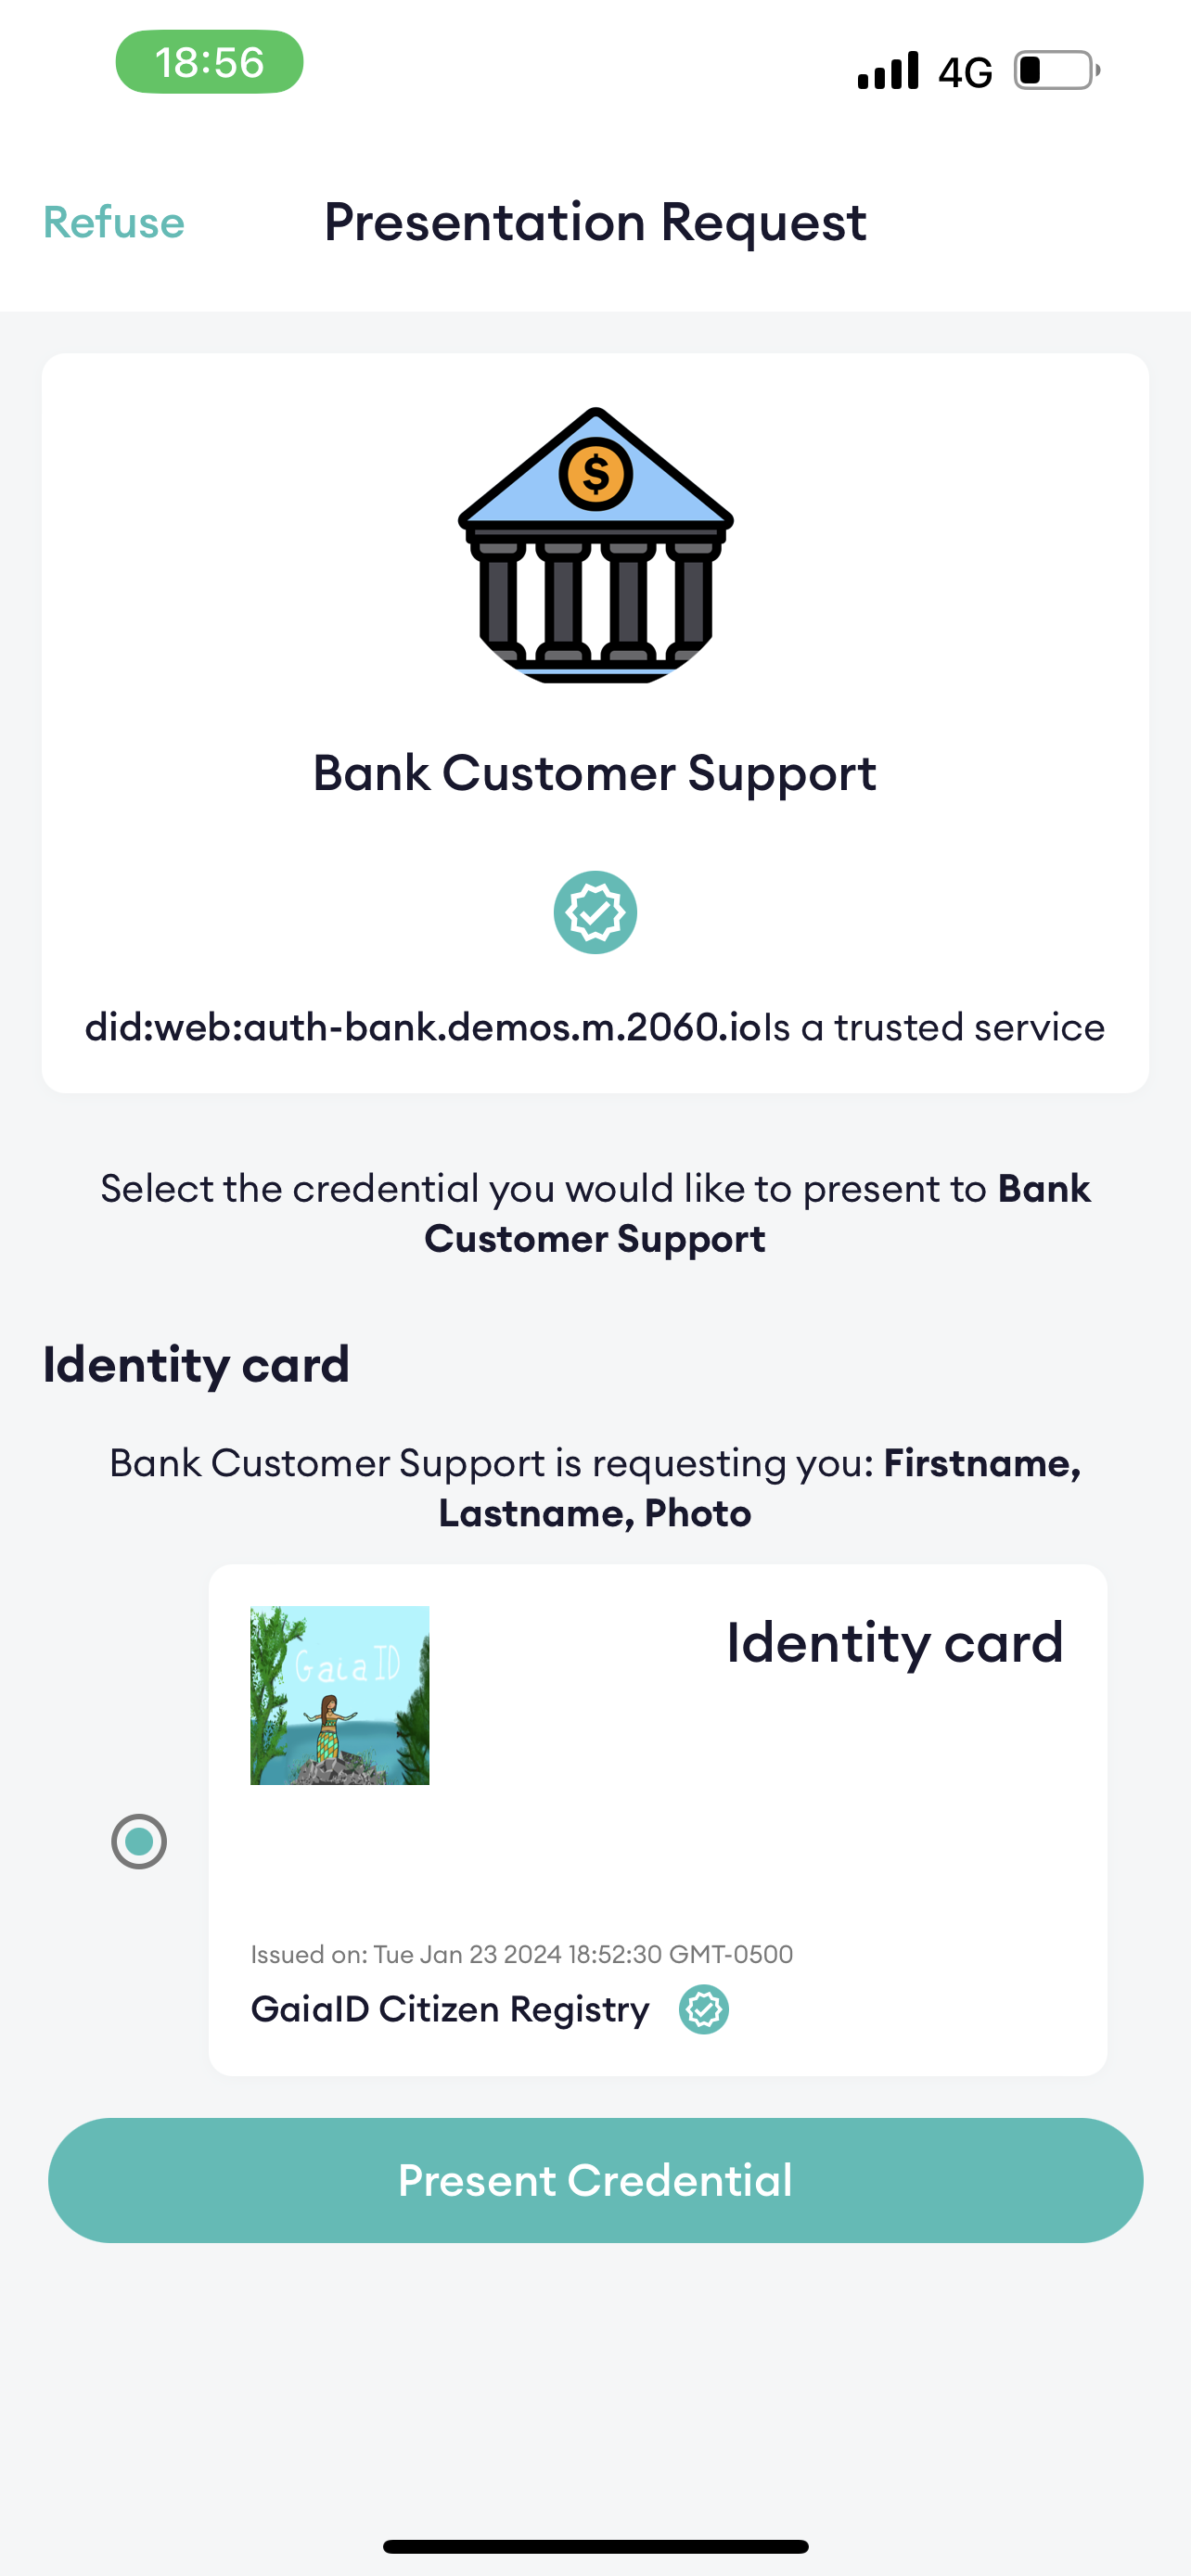 18:56
4G
Refuse
Presentation Request
$
Bank Customer Support
did:web:auth-bank.demos.m.2060.ioIs a trusted service
Select the credential you would like to present to Bank
Customer Support
Identity card
Bank Customer Support is requesting you: Firstname,
Lastname, Photo
Gaia ID
Identity card
Issued on: Tue Jan 23 2024 18:52:30 GMT-0500
GaiaID Citizen Registry
Present Credential